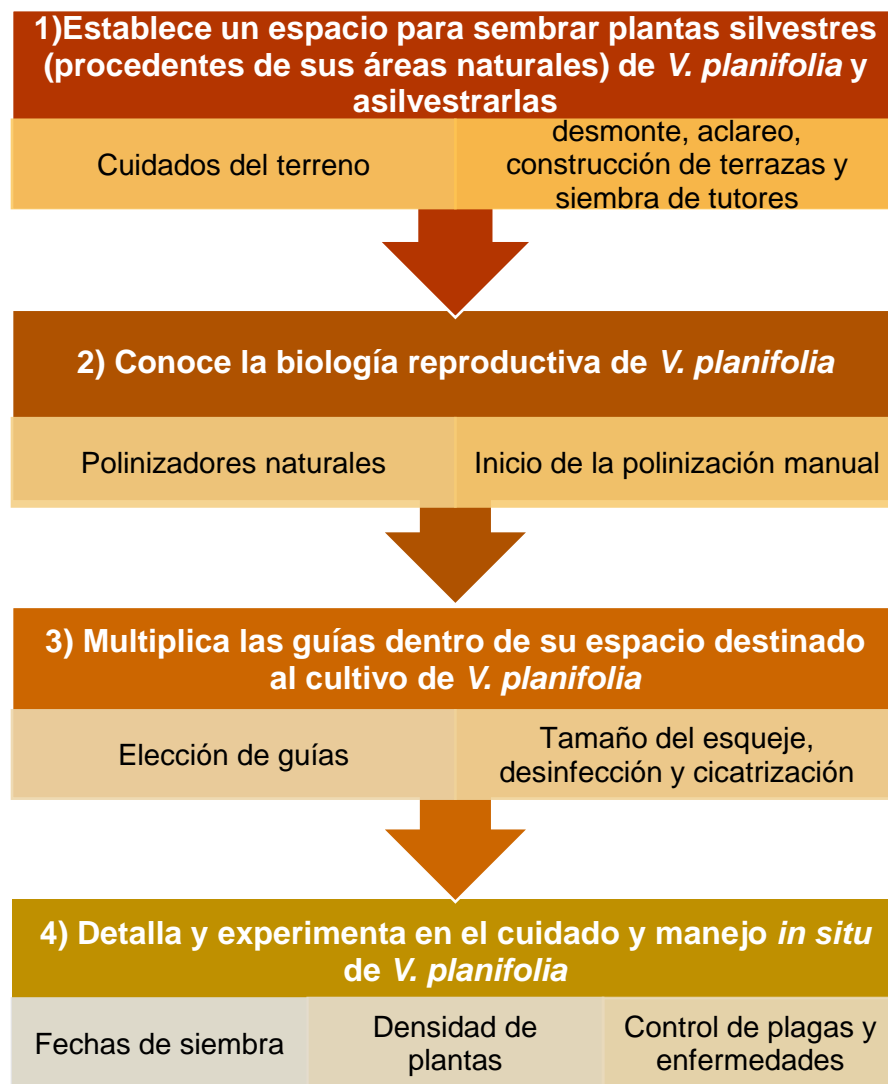 1)Establece un espacio para sembrar plantas silvestres
(procedentes de sus áreas naturales) de V. planifolia y
asilvestrarlas
Cuidados del terreno
desmonte, aclareo,
construcción de terrazas y
siembra de tutores
2) Conoce la biología reproductiva de V. planifolia
Polinizadores naturales
Inicio de la polinización manual
3) Multiplica las guías dentro de su espacio destinado
al cultivo de V. planifolia
Elección de guías
Tamaño del esqueje,
desinfección y cicatrización
4) Detalla y experimenta en el cuidado y manejo in situ
de V. planifolia
Fechas de siembra
Densidad de
plantas
Control de plagas y
enfermedades